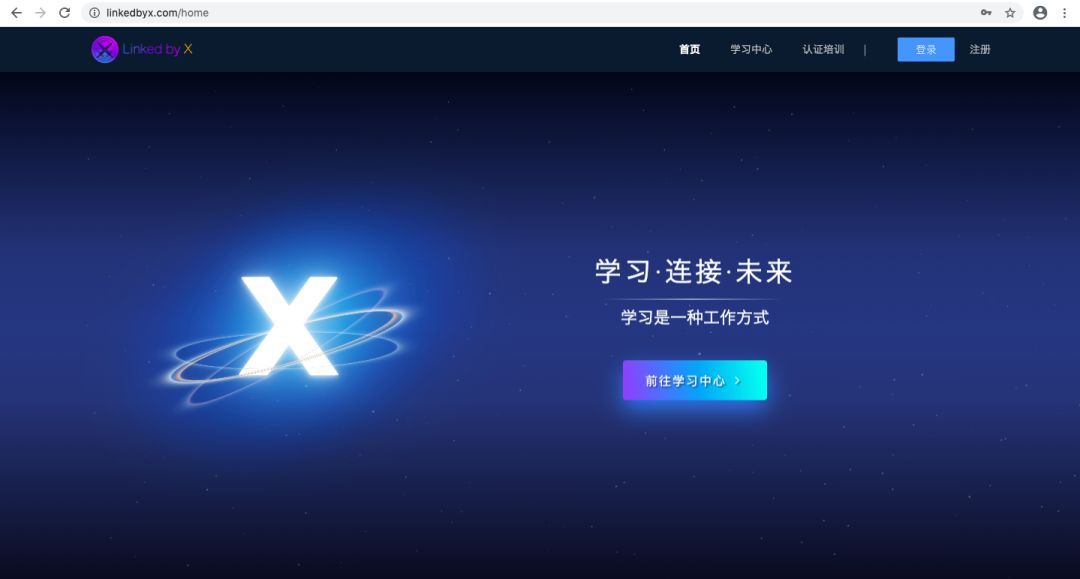 linkedbyx.com/home
Linked by X
首页
学习中心
认证培训
|
登录
注册
X
学习·连接·未来
学习是一种工作方式
前往学习中心 >